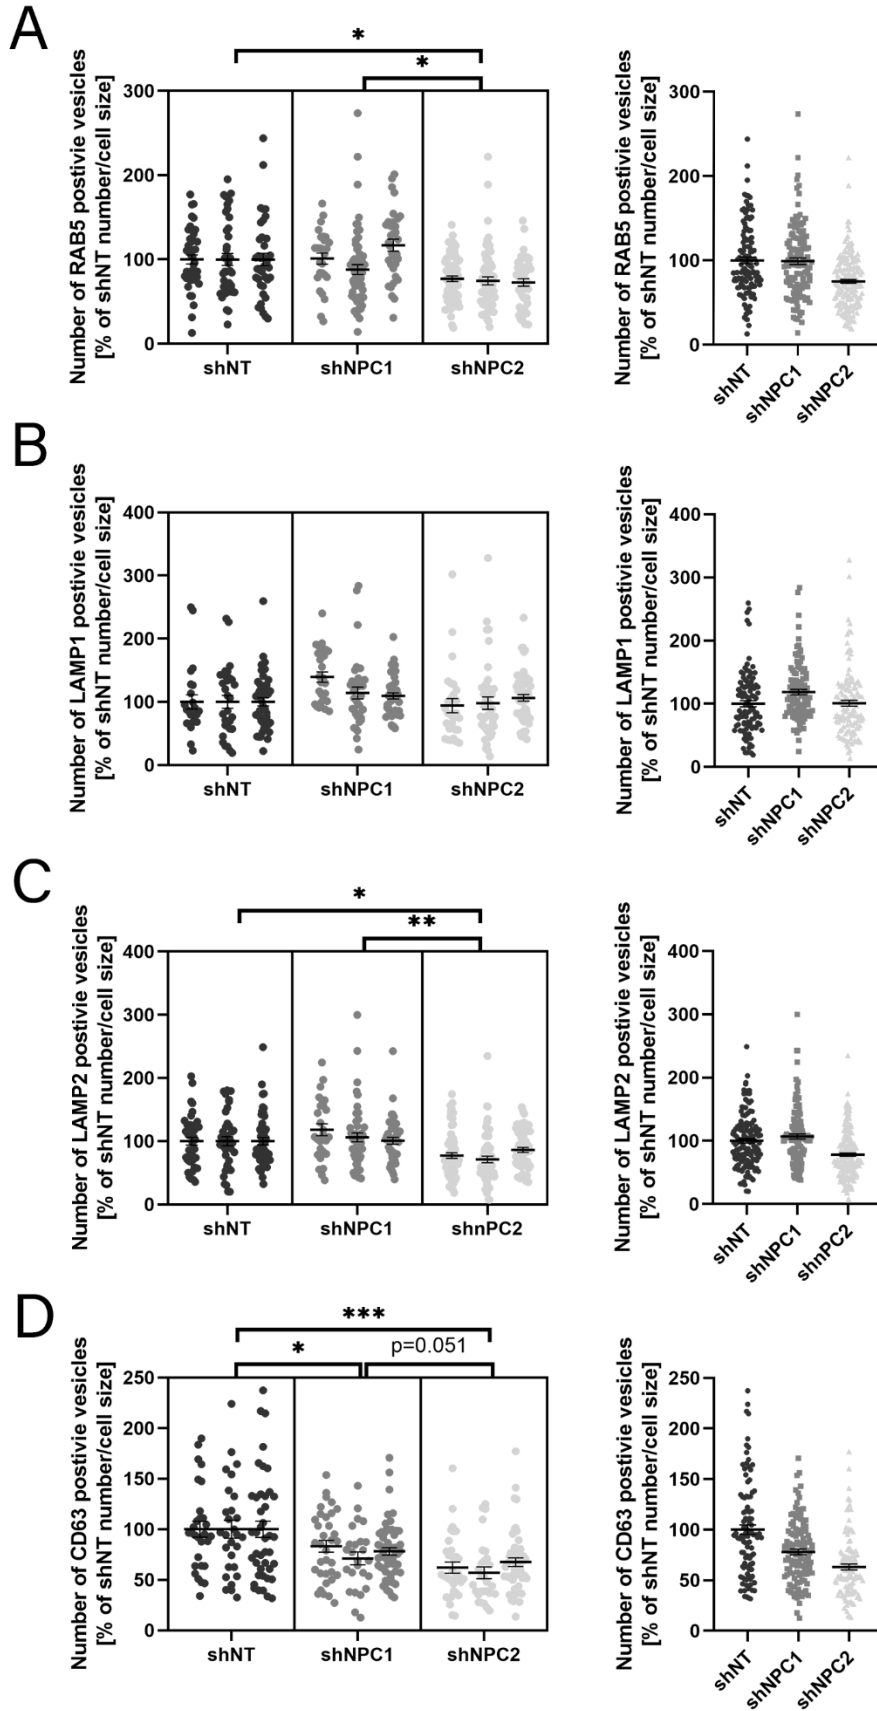 A
*
*
Number of RAB5 postivie vesicles
[% of shNT number/cell size]
300
200
100
0
shNT
shNPC1
shNPC2
Number of RAB5 postivie vesicles
[% of shNT number/cell size]
300
200
100
0
shNT
shNPC1
shNPC2
B
Number of LAMP1 postivie vesicles
[% of shNT number/cell size]
400
300
200
100
0
shNT
shNPC1
shNPC2
Number of LAMP1 postivie vesicles
[% of shNT number/cell size]
400
300
200
100
0
shNT
shNPC1
shNPC2
C
*
**
Number of LAMP2 postivie vesicles
[% of shNT number/cell size]
400
300
200
100
0
shNT
shNPC1
shnPC2
Number of LAMP2 postivie vesicles
[% of shNT number/cell size]
400
300
200
100
0
shNT
shNPC1
shnPC2
D
***
*
p=0.051
Number of CD63 postivie vesicles
[% of shNT number/cell size]
250
200
150
100
50
0
shNT
shNPC1
shNPC2
Number of CD63 postivie vesicles
[% of shNT number/cell size]
250
200
150
100
50
0
shNT
shNPC1
shNPC2